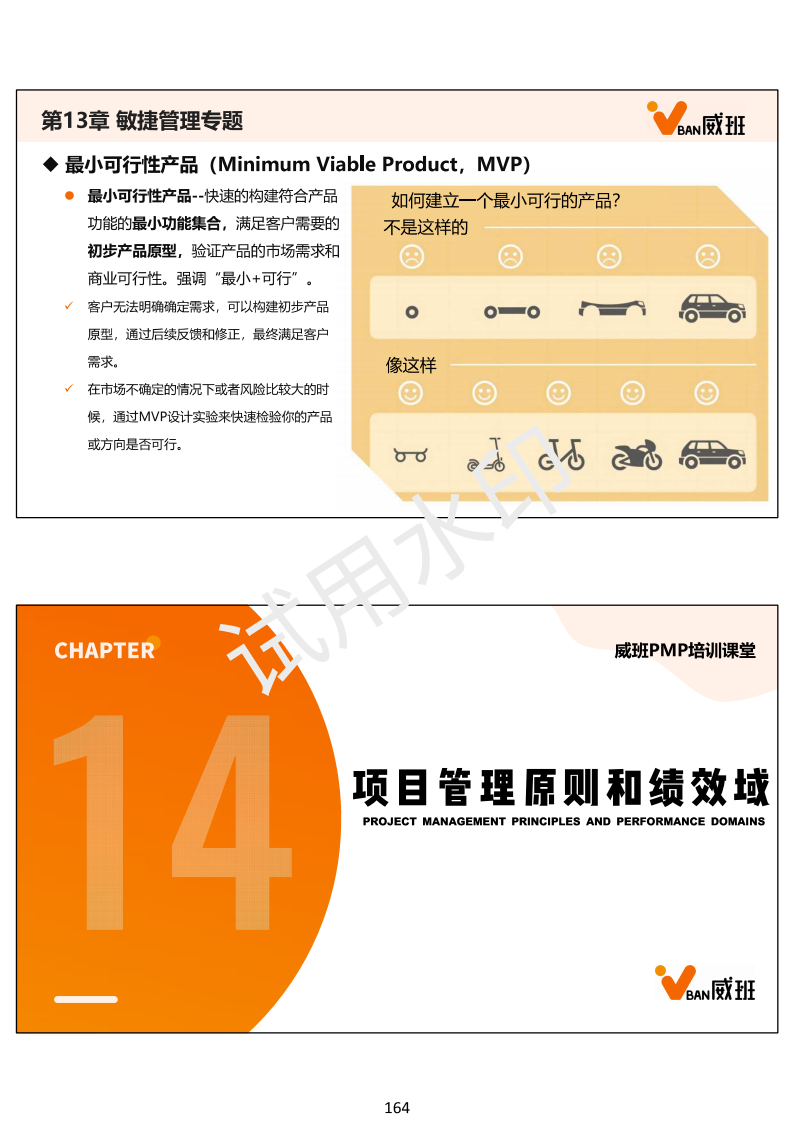 第13章 敏捷管理专题
BAN威班
◆ 最小可行性产品（Minimum Viable Product，MVP）
● 最小可行性产品--快速的构建符合产品
功能的最小功能集合，满足客户需要的
初步产品原型，验证产品的市场需求和
商业可行性。强调“最小+可行”。
✓ 客户无法明确确定需求，可以构建初步产品
原型，通过后续反馈和修正，最终满足客户
需求。
✓ 在市场不确定的情况下或者风险比较大的时
候，通过MVP设计实验来快速检验你的产品
或方向是否可行。
如何建立一个最小可行的产品？
不是这样的
像这样
试用水印
CHAPTER
14
威班PMP培训课堂
项目管理原则和绩效域
PROJECT MANAGEMENT PRINCIPLES AND PERFORMANCE DOMAINS
BAN威班
164